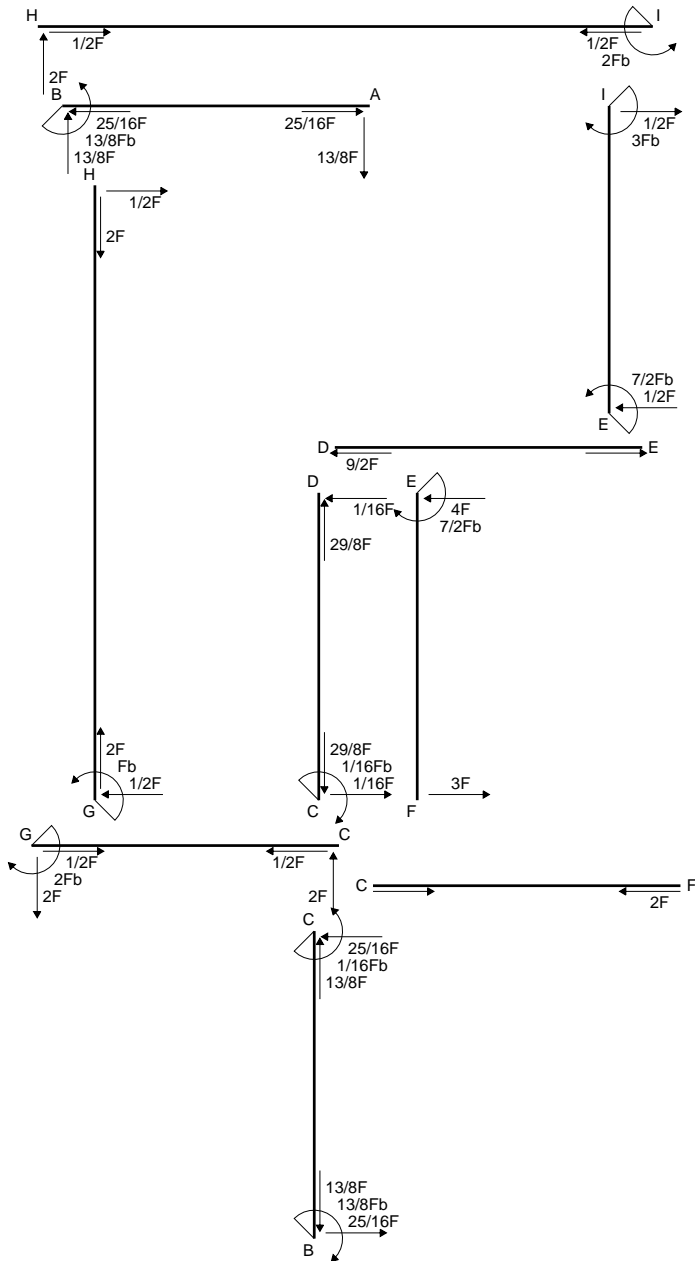 H
I
1/2F
1/2F
2Fb
2F
B
A
I
25/16F
25/16F
13/8Fb
13/8F
13/8F
1/2F
3Fb
H
1/2F
2F
7/2Fb
1/2F
E
D
E
9/2F
D
E
1/16F
4F
7/2Fb
29/8F
2F
Fb
1/2F
G
29/8F
1/16Fb
1/16F
C
3F
F
G
C
1/2F
1/2F
2Fb
2F
2F
C
F
2F
C
25/16F
1/16Fb
13/8F
13/8F
13/8Fb
25/16F
B